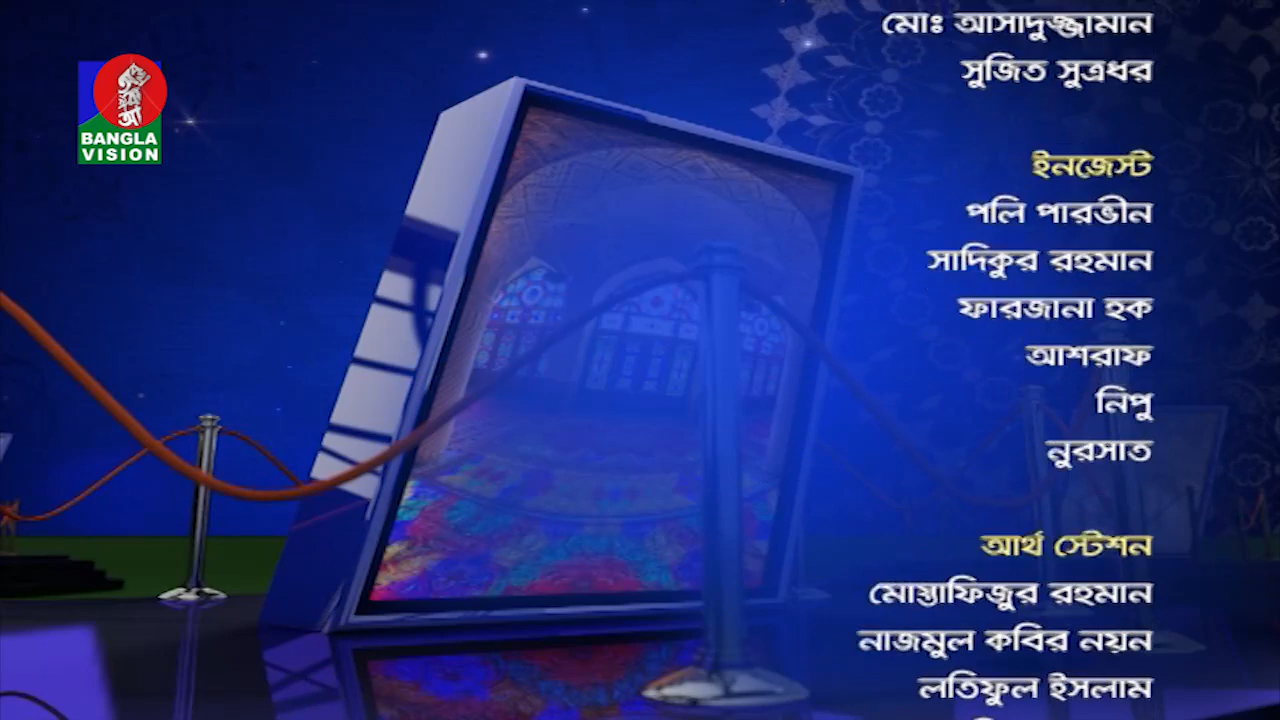 BANGLA
VISION
মোঃ আসাদুজ্জামান
সুজিত সুত্রধর
ইনজেস্ট
পলি পারভীন
সাদিকুর রহমান
ফারজানা হক
আশরাফ
নিপু
নুরসাত
আর্থ স্টেশন
মোস্তাফিজুর রহমান
নাজমুল কবির নয়ন
লতিফুল ইসলাম